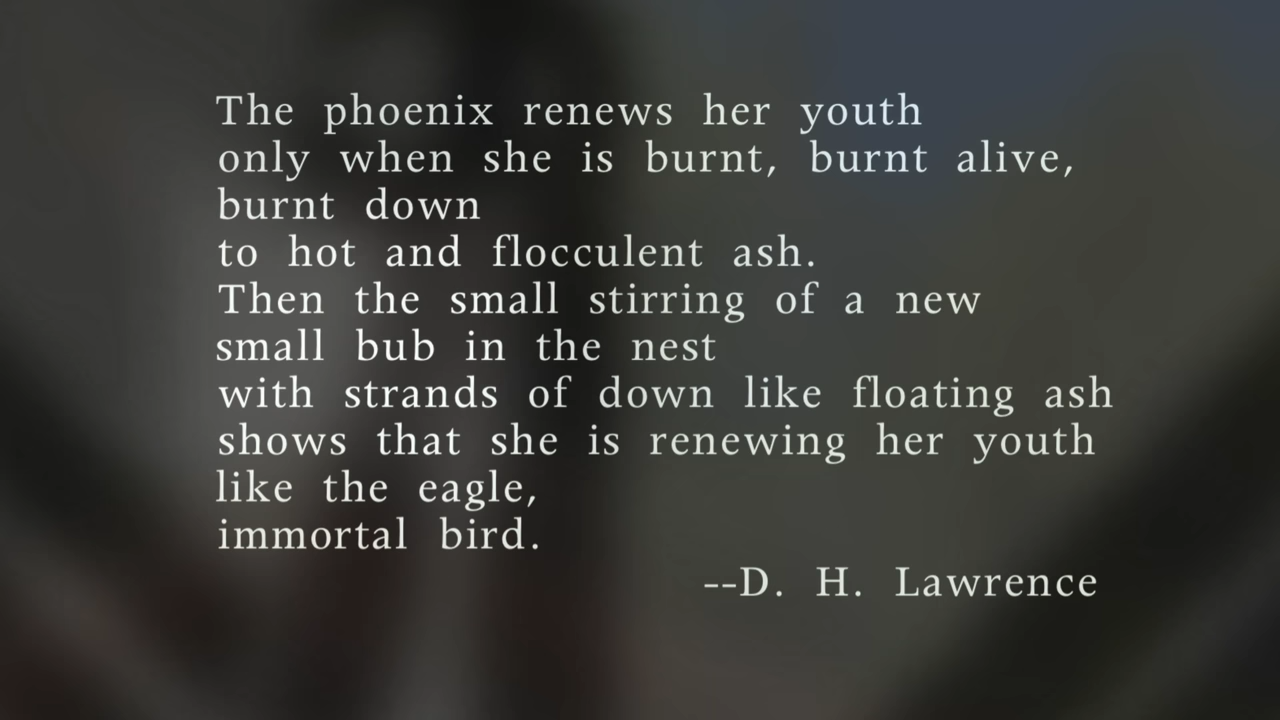 The phoenix renews her youth
only when she is burnt, burnt alive,
burnt down
to hot and flocculent ash.
Then the small stirring of a new
small bub in the nest
with strands of down like floating ash
shows that she is renewing her youth
like the eagle,
immortal bird.
--D. H. Lawrence